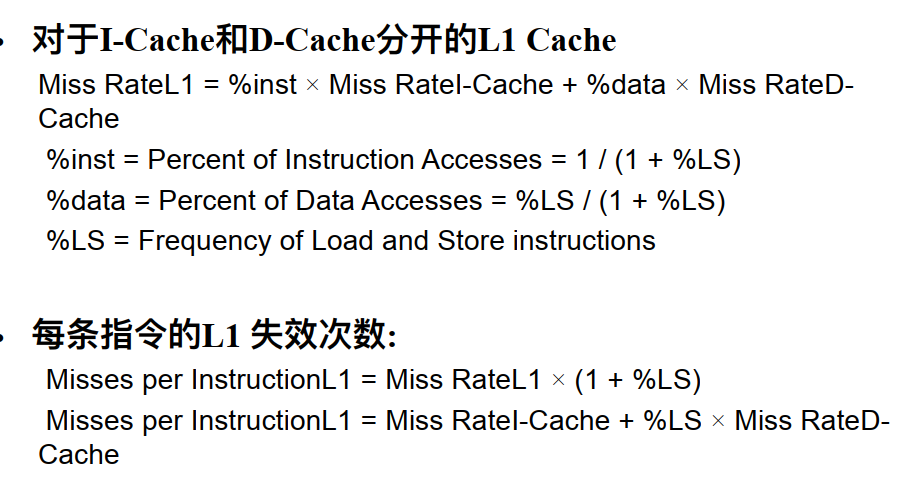 • 对于I-Cache和D-Cache分开的L1 Cache
Miss RateL1 = %inst × Miss RateI-Cache + %data × Miss RateD-
Cache
%inst = Percent of Instruction Accesses = 1 / (1 + %LS)
%data = Percent of Data Accesses = %LS / (1 + %LS)
%LS = Frequency of Load and Store instructions
• 每条指令的L1 失效次数:
Misses per InstructionL1 = Miss RateL1 × (1 + %LS)
Misses per InstructionL1 = Miss RateI-Cache + %LS × Miss RateD-
Cache